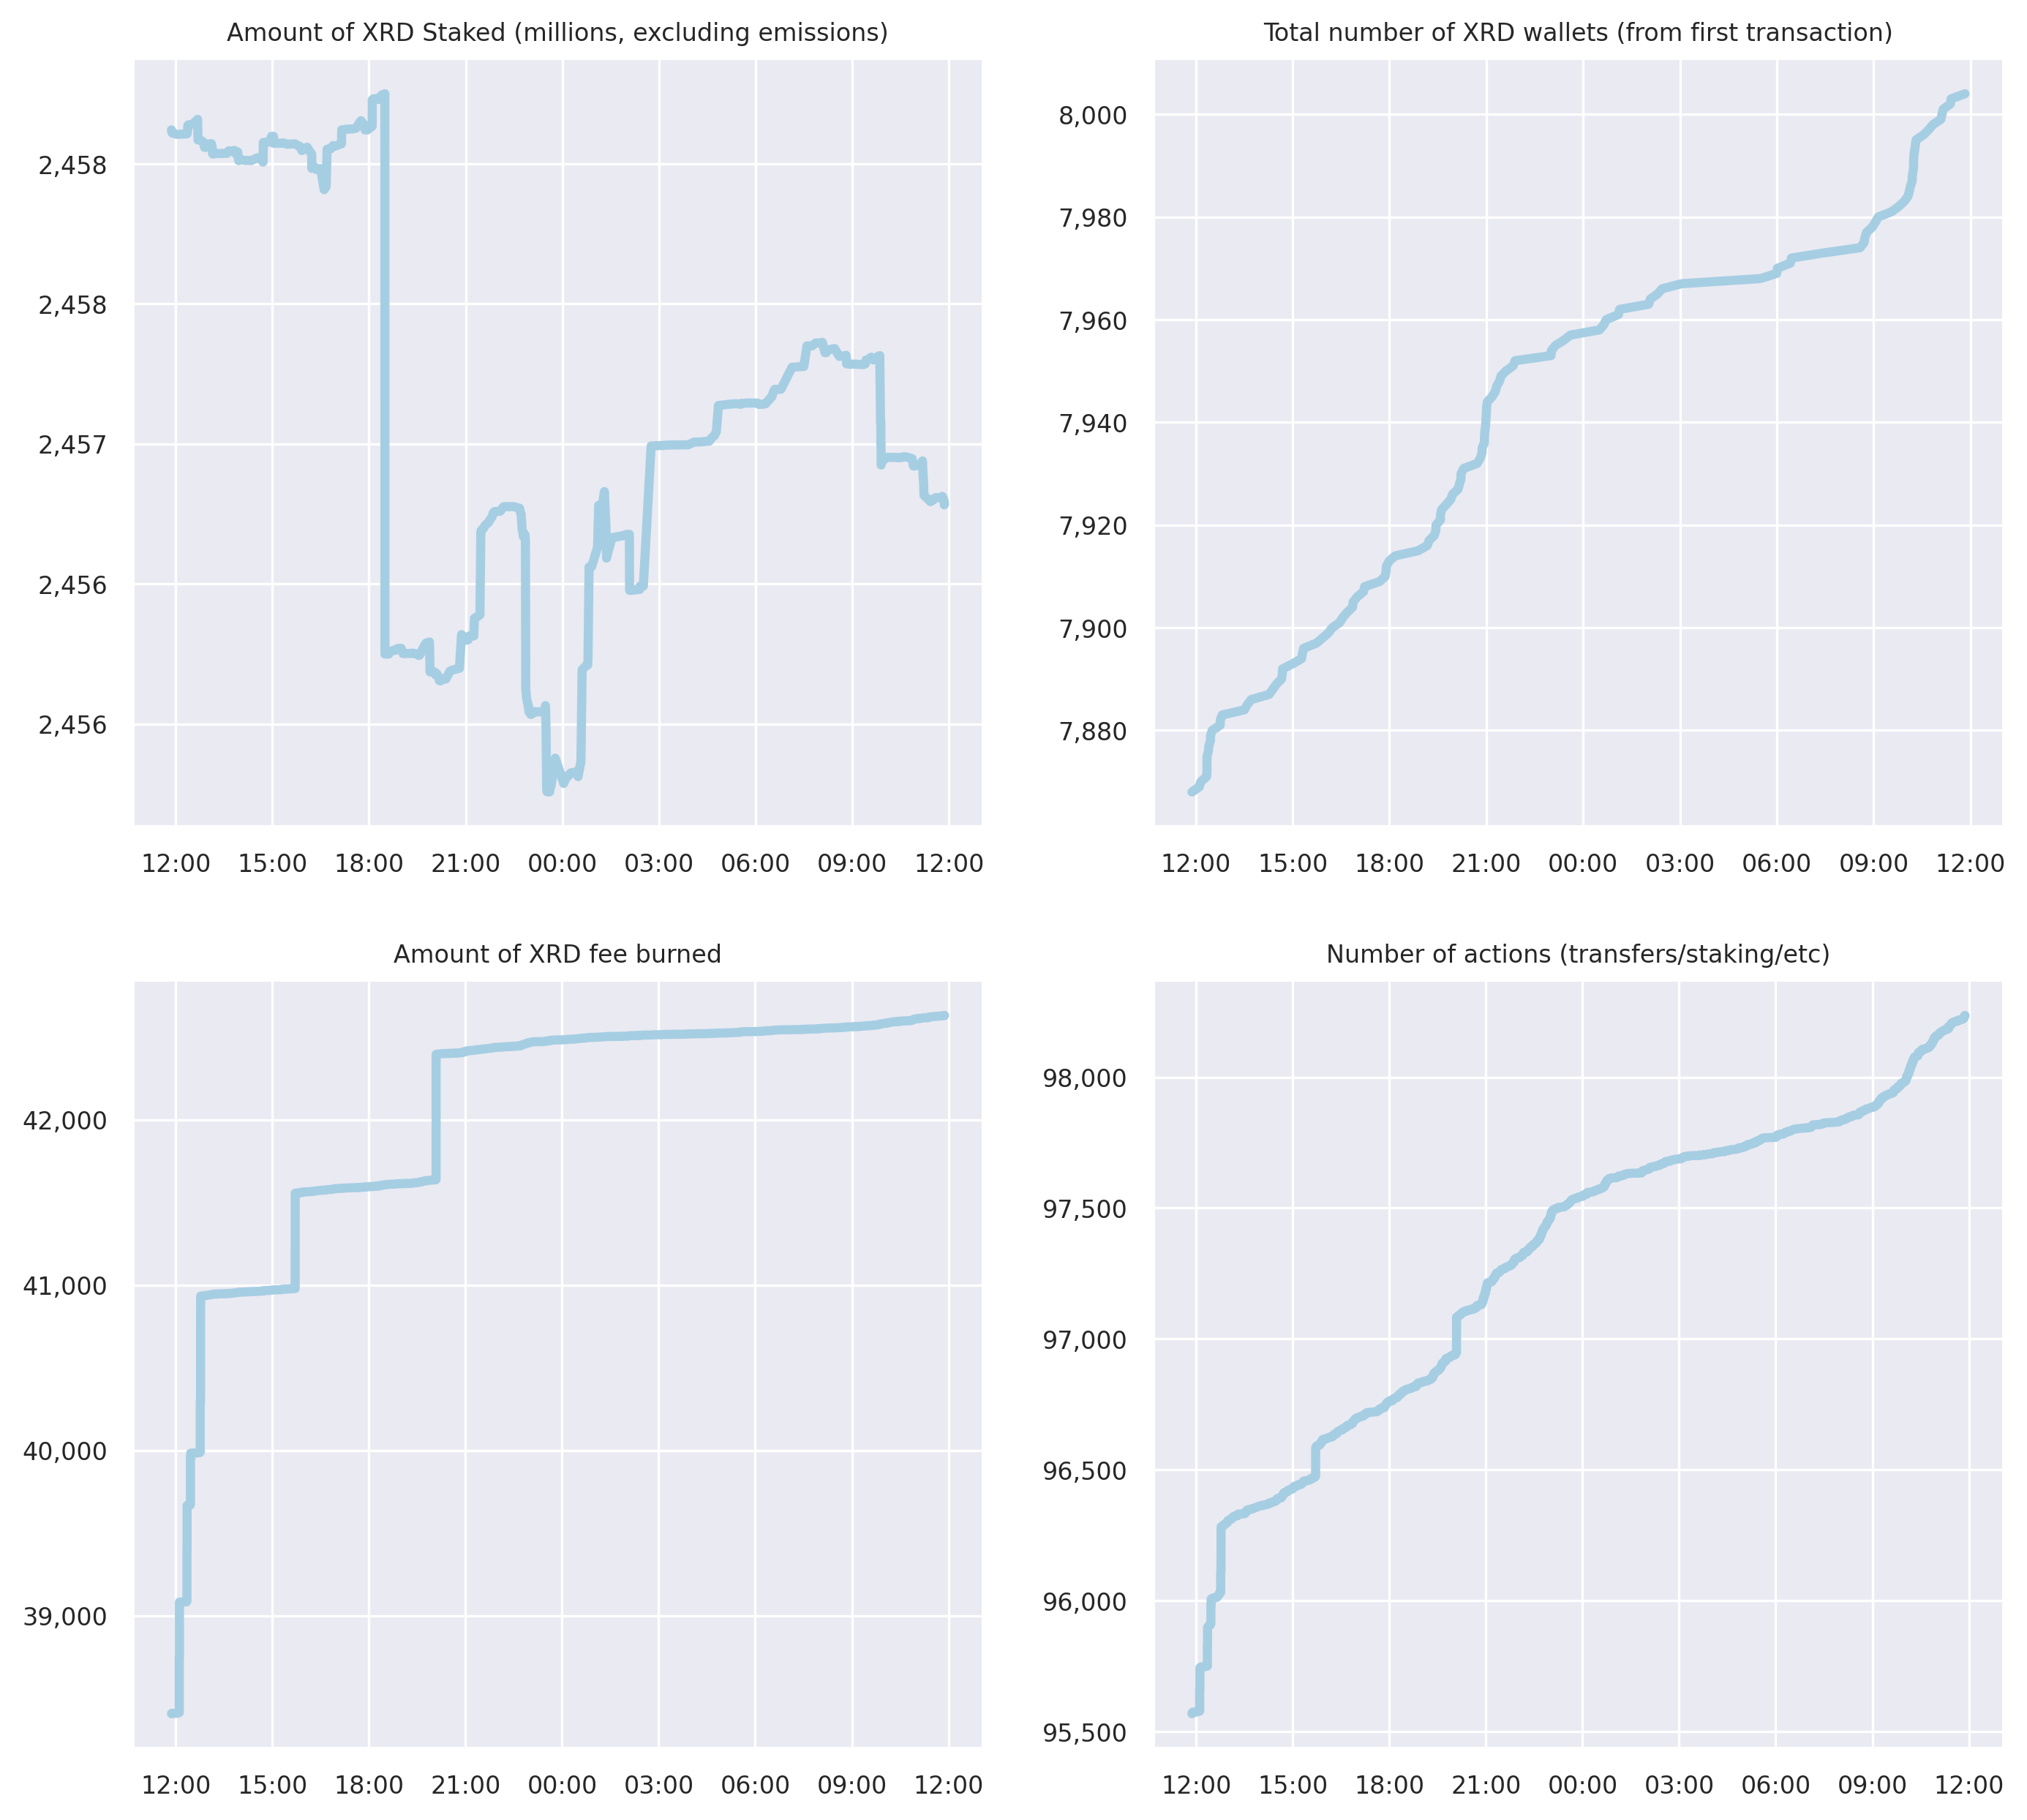 Amount of XRD Staked (millions, excluding emissions)
2,458
2,458
2,457
2,456
2,456
12:00 15:00 18:00 21:00 00:00 03:00 06:00 09:00 12:00
Total number of XRD wallets (from first transaction)
8,000
7,980
7,960
7,940
7,920
7,900
7,880
12:00 15:00 18:00 21:00 00:00 03:00 06:00 09:00 12:00
Amount of XRD fee burned
42,000
41,000
40,000
39,000
12:00 15:00 18:00 21:00 00:00 03:00 06:00 09:00 12:00
Number of actions (transfers/staking/etc)
98,000
97,500
97,000
96,500
96,000
95,500
12:00 15:00 18:00 21:00 00:00 03:00 06:00 09:00 12:00